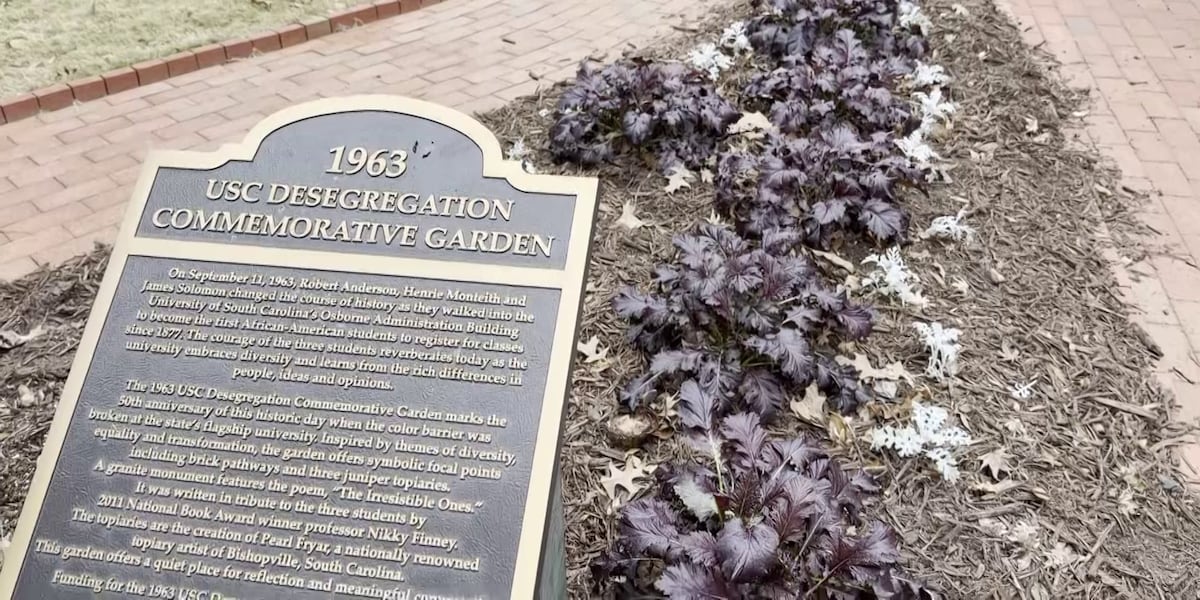 1963
USC DESEGREGATION
COMMEMORATIVE GARDEN
On September 11, 1963, Robert Anderson, Henrie Monteith and
James Solomon changed the course of history as they walked into the
University of South Carolina's Osborne Administration Building
to become the first African-American students to register for classes
since 1877. The courage of the three students reverberates today as the
university embraces diversity and learns from the rich differences in
people, ideas and opinions.
The 1963 USC Desegregation Commemorative Garden marks the
50th anniversary of this historic day when the color barrier was
broken at the state's flagship university. Inspired by themes of diversity,
equality and transformation, the garden offers symbolic focal points
including brick pathways and three juniper topiaries.
A granite monument features the poem, "The Irresistible Ones."
It was written in tribute to the three students by
2011 National Book Award winner professor Nikky Finney.
The topiaries are the creation of Pearl Fryar, a nationally renowned
topiary artist of Bishopville, South Carolina.
This garden offers a quiet place for reflection and meaningful
Funding for the 1963 USC